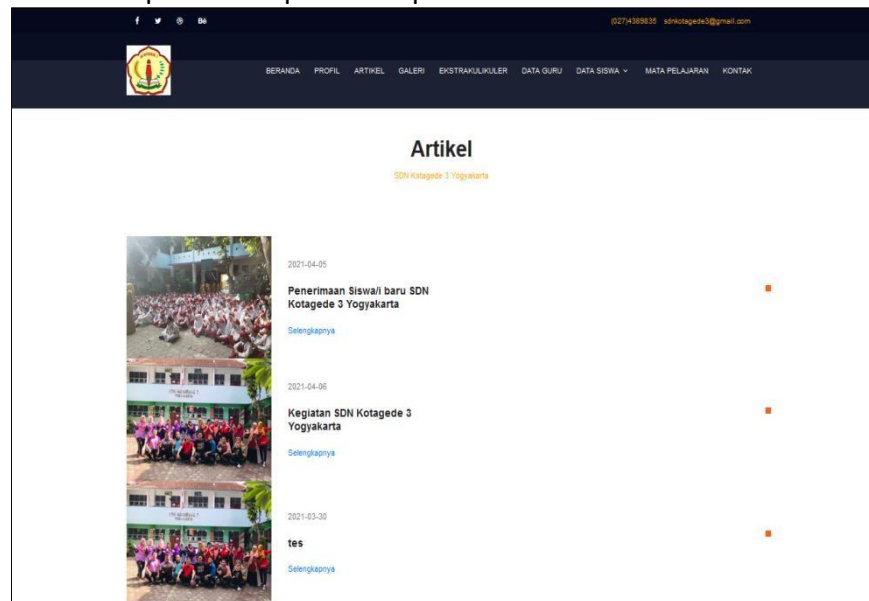 (027)4389835 sdnkotagede3@gmail.com
BERANDA PROFIL ARTIKEL GALERI EKSTRAKULIKULER DATA GURU DATA SISWA MATA PELAJARAN KONTAK
Artikel
SDN Kotagede 3 Yogyakarta
2021-04-05
Penerimaan Siswa/i baru SDN
Kotagede 3 Yogyakarta
Selengkapnya
2021-04-06
Kegiatan SDN Kotagede 3
Yogyakarta
Selengkapnya
2021-03-30
tes
Selengkapnya